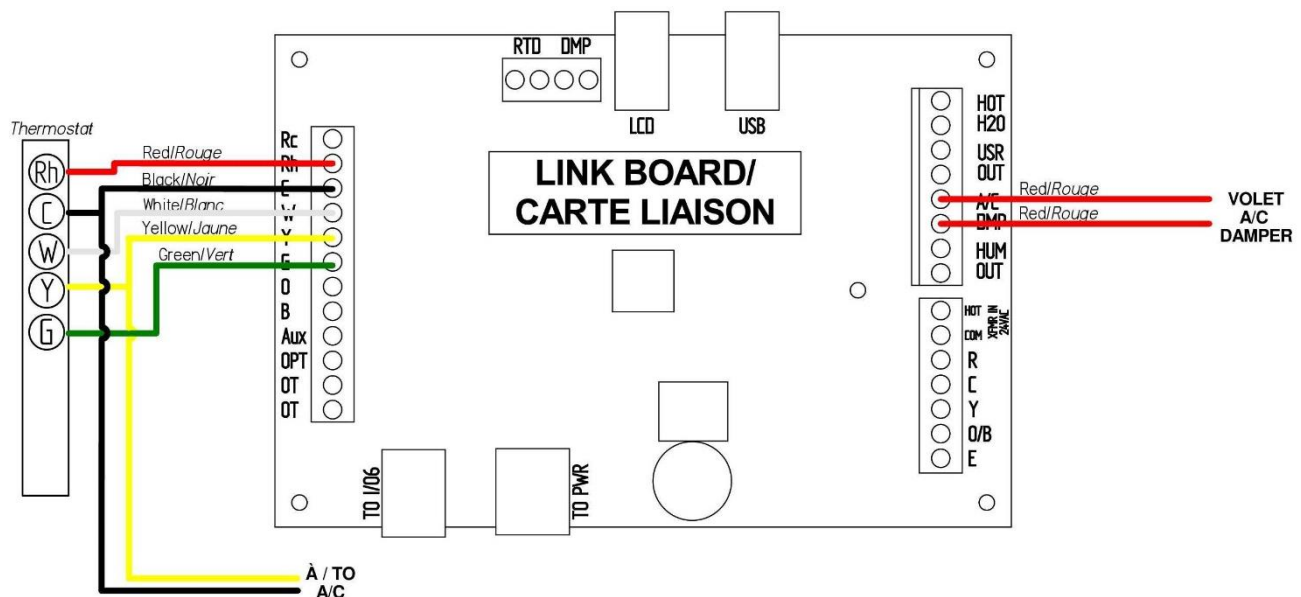 RTD DMP
LCD
USB
Thermostat
Rh
C
W
Y
G
Red/Rouge
Black/Noir
White/Blanc
Yellow/Jaune
Green/Vert
Rc
Rh
C
W
Y
G
O
B
Aux
OPT
OT
OT
LINK BOARD/
CARTE LIAISON
HOT
H2O
USR
OUT
A/C
DMP
HUM
OUT
Red/Rouge
Red/Rouge
VOLET
A/C
DAMPER
HOT
COM
XFMR IN
24VAC
R
C
Y
O/B
E
TO I/O6
TO PWR
À / TO
A/C